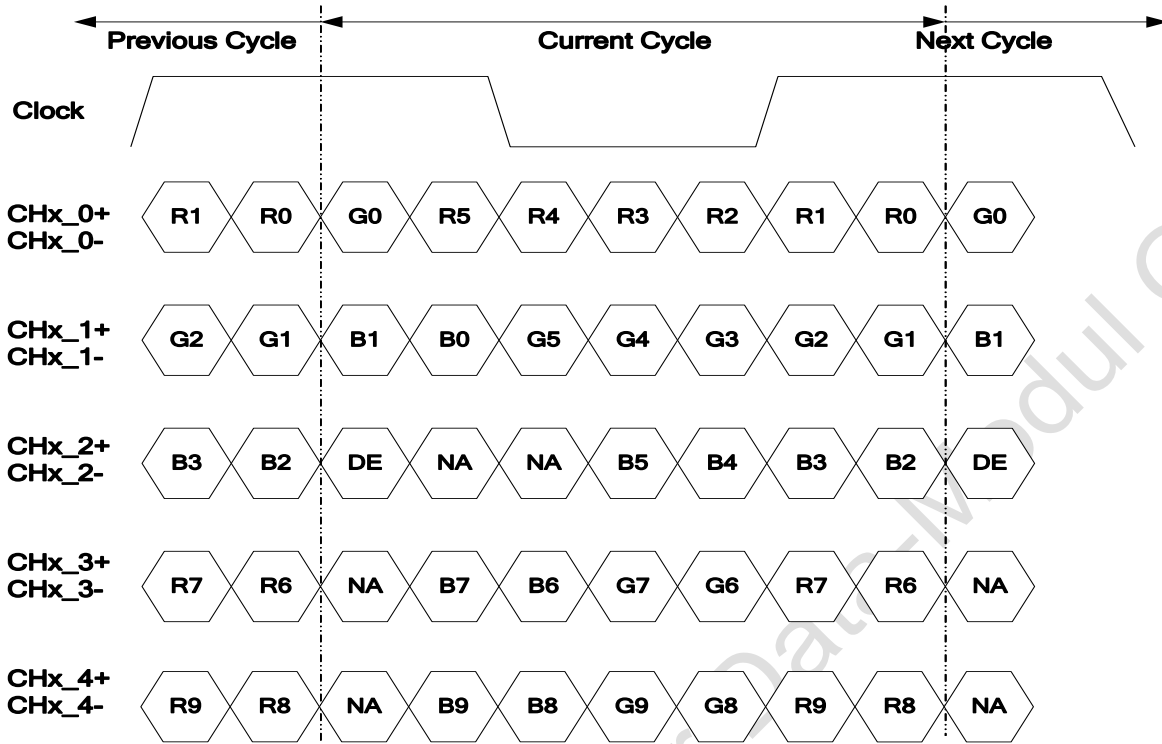 Previous Cycle Current Cycle Next Cycle
Clock
CHx_0+
CHx_0-
R1 R0 G0 R5 R4 R3 R2 R1 R0 G0
CHx_1+
CHx_1-
G2 G1 B1 B0 G5 G4 G3 G2 G1 B1
CHx_2+
CHx_2-
B3 B2 DE NA NA B5 B4 B3 B2 DE
CHx_3+
CHx_3-
R7 R6 NA B7 B6 G7 G6 R7 R6 NA
CHx_4+
CHx_4-
R9 R8 NA B9 B8 G9 G8 R9 R8 NA